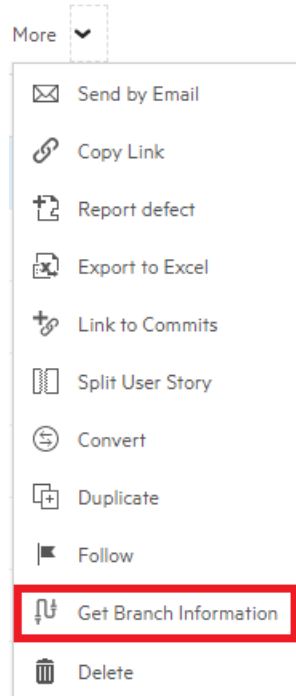 More
Send by Email
Copy Link
Report defect
Export to Excel
Link to Commits
Split User Story
Convert
Duplicate
Follow
Get Branch Information
Delete